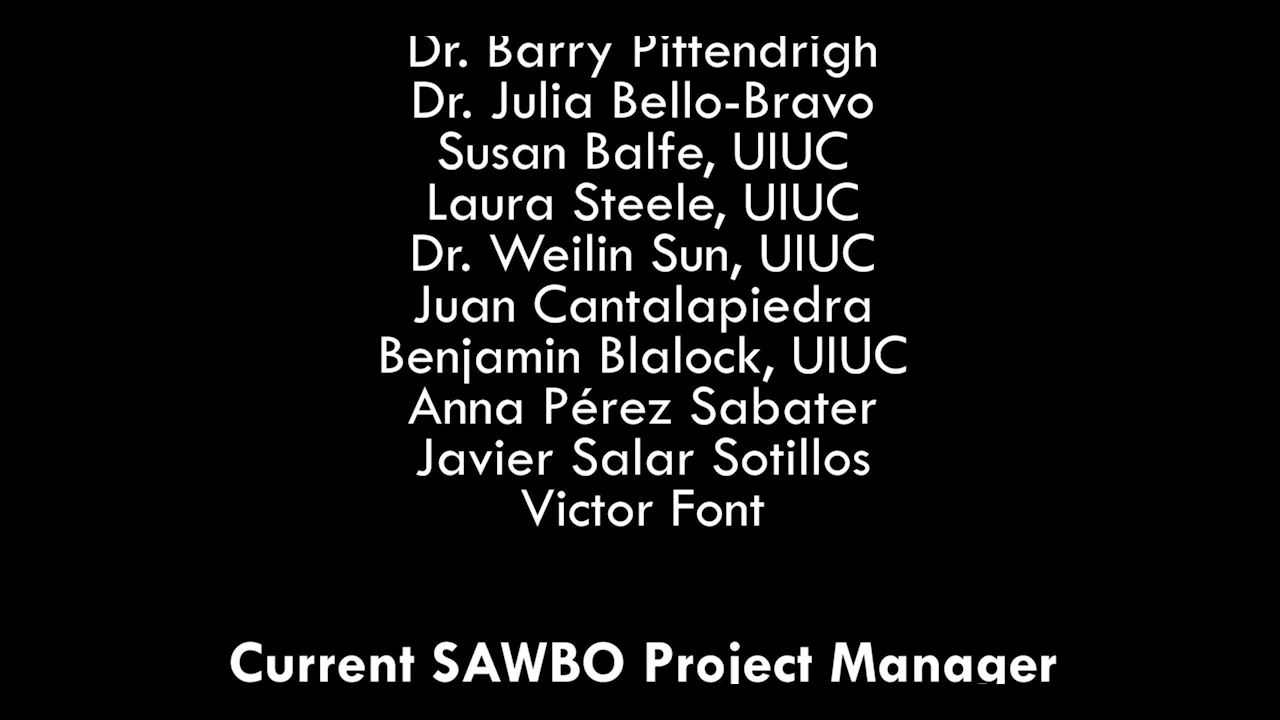 Dr. Barry Pittendrigh
Dr. Julia Bello-Bravo
Susan Balfe, UIUC
Laura Steele, UIUC
Dr. Weilin Sun, UIUC
Juan Cantalapiedra
Benjamin Blalock, UIUC
Anna Pérez Sabater
Javier Salar Sotillos
Victor Font
Current SAWBO Project Manager